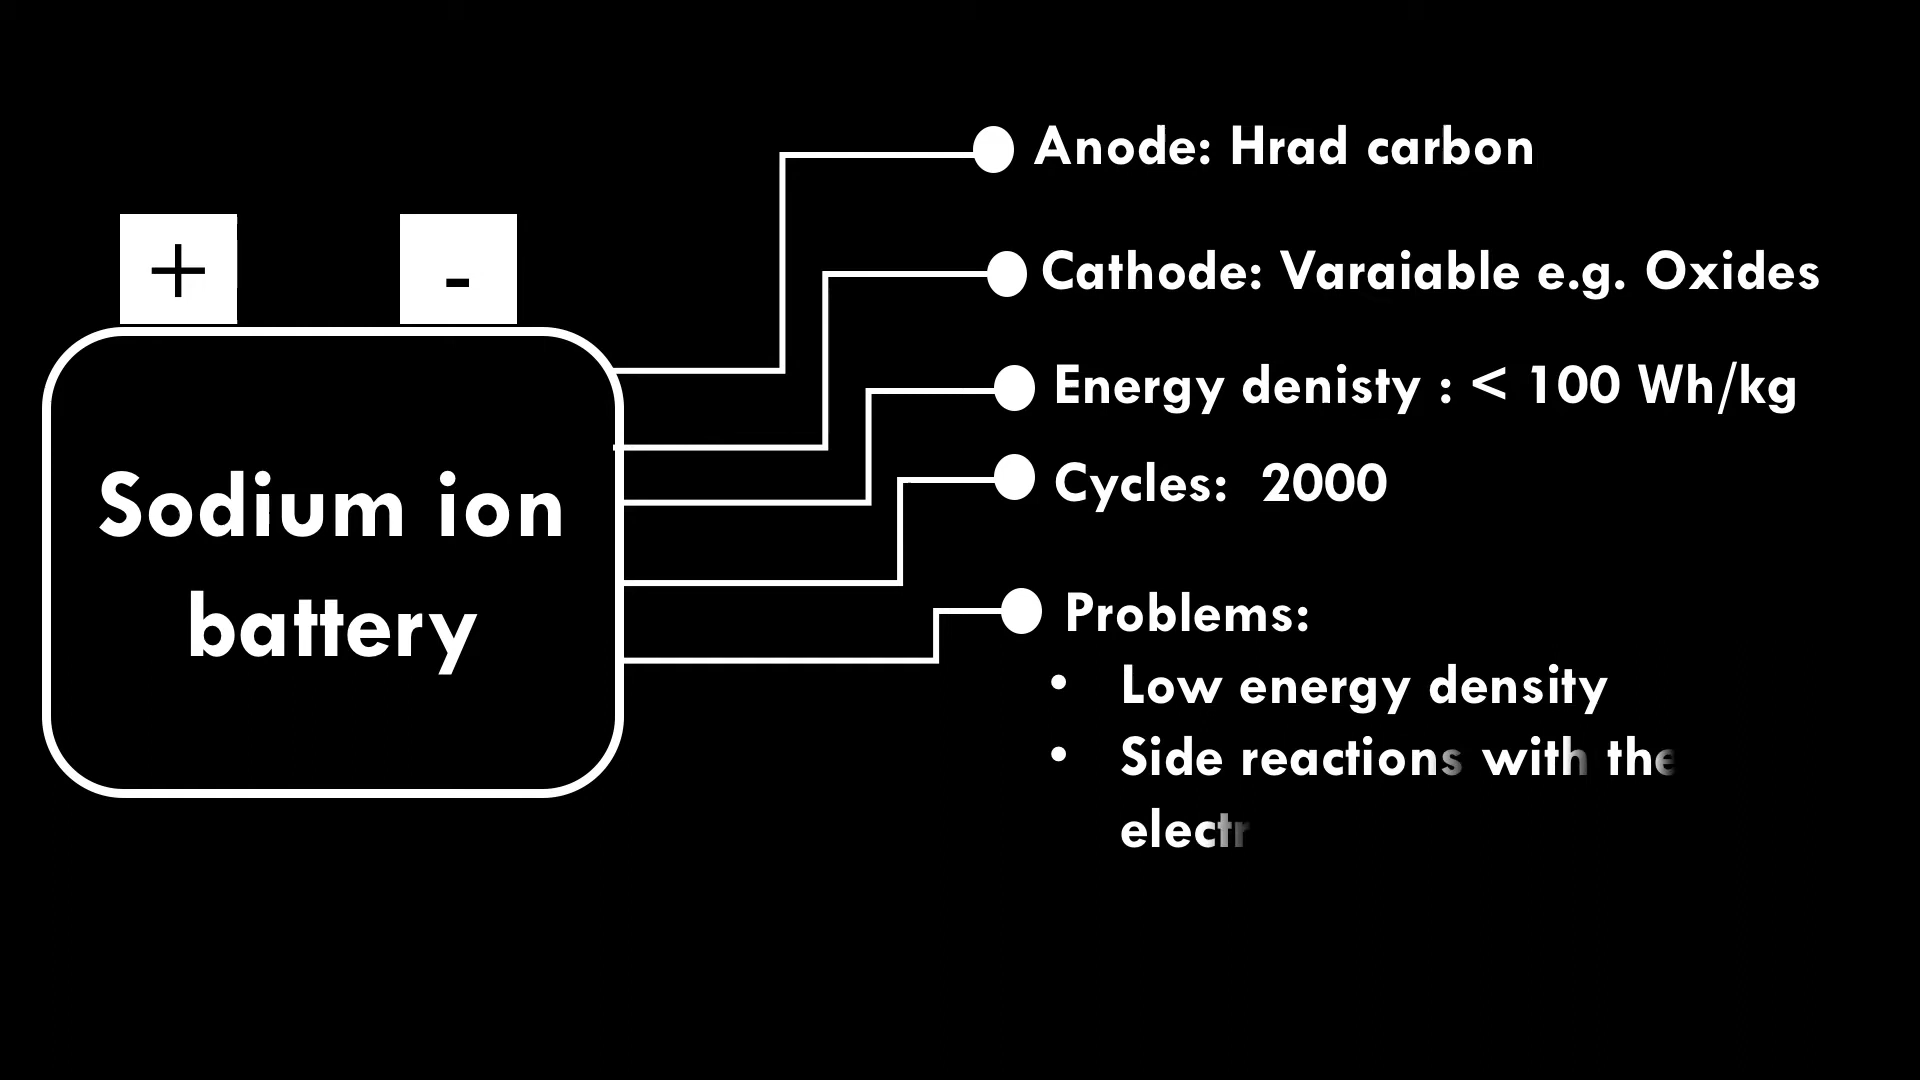 + -
Sodium ion
battery
Anode: Hrad carbon
Cathode: Varaiable e.g. Oxides
Energy denisty : < 100 Wh/kg
Cycles: 2000
Problems:
• Low energy density
• Side reactions with the
electr